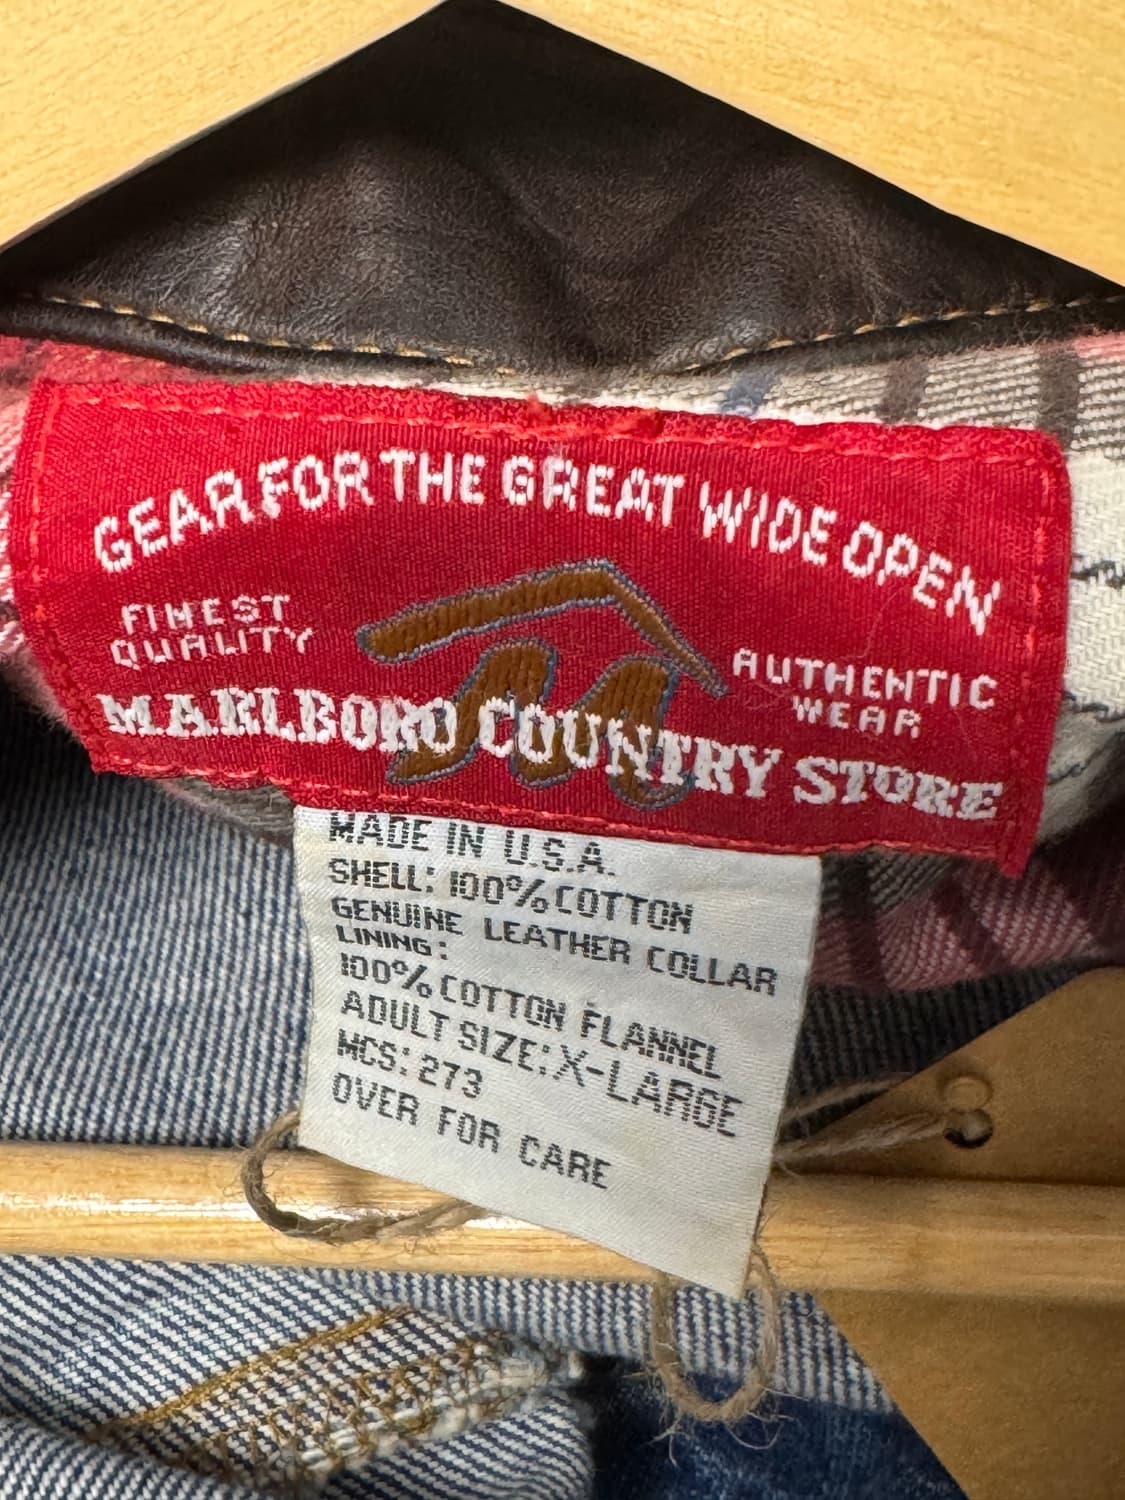 GEAR FOR THE GREAT WIDE OPEN
FINEST
QUALITY
AUTHENTIC
WEAR
MARLBORO COUNTRY STORE
MADE IN U.S.A.
SHELL: 100% COTTON
GENUINE LEATHER COLLAR
LINING:
100% COTTON FLANNEL
ADULT SIZE: X-LARGE
MCS: 273
OVER FOR CARE